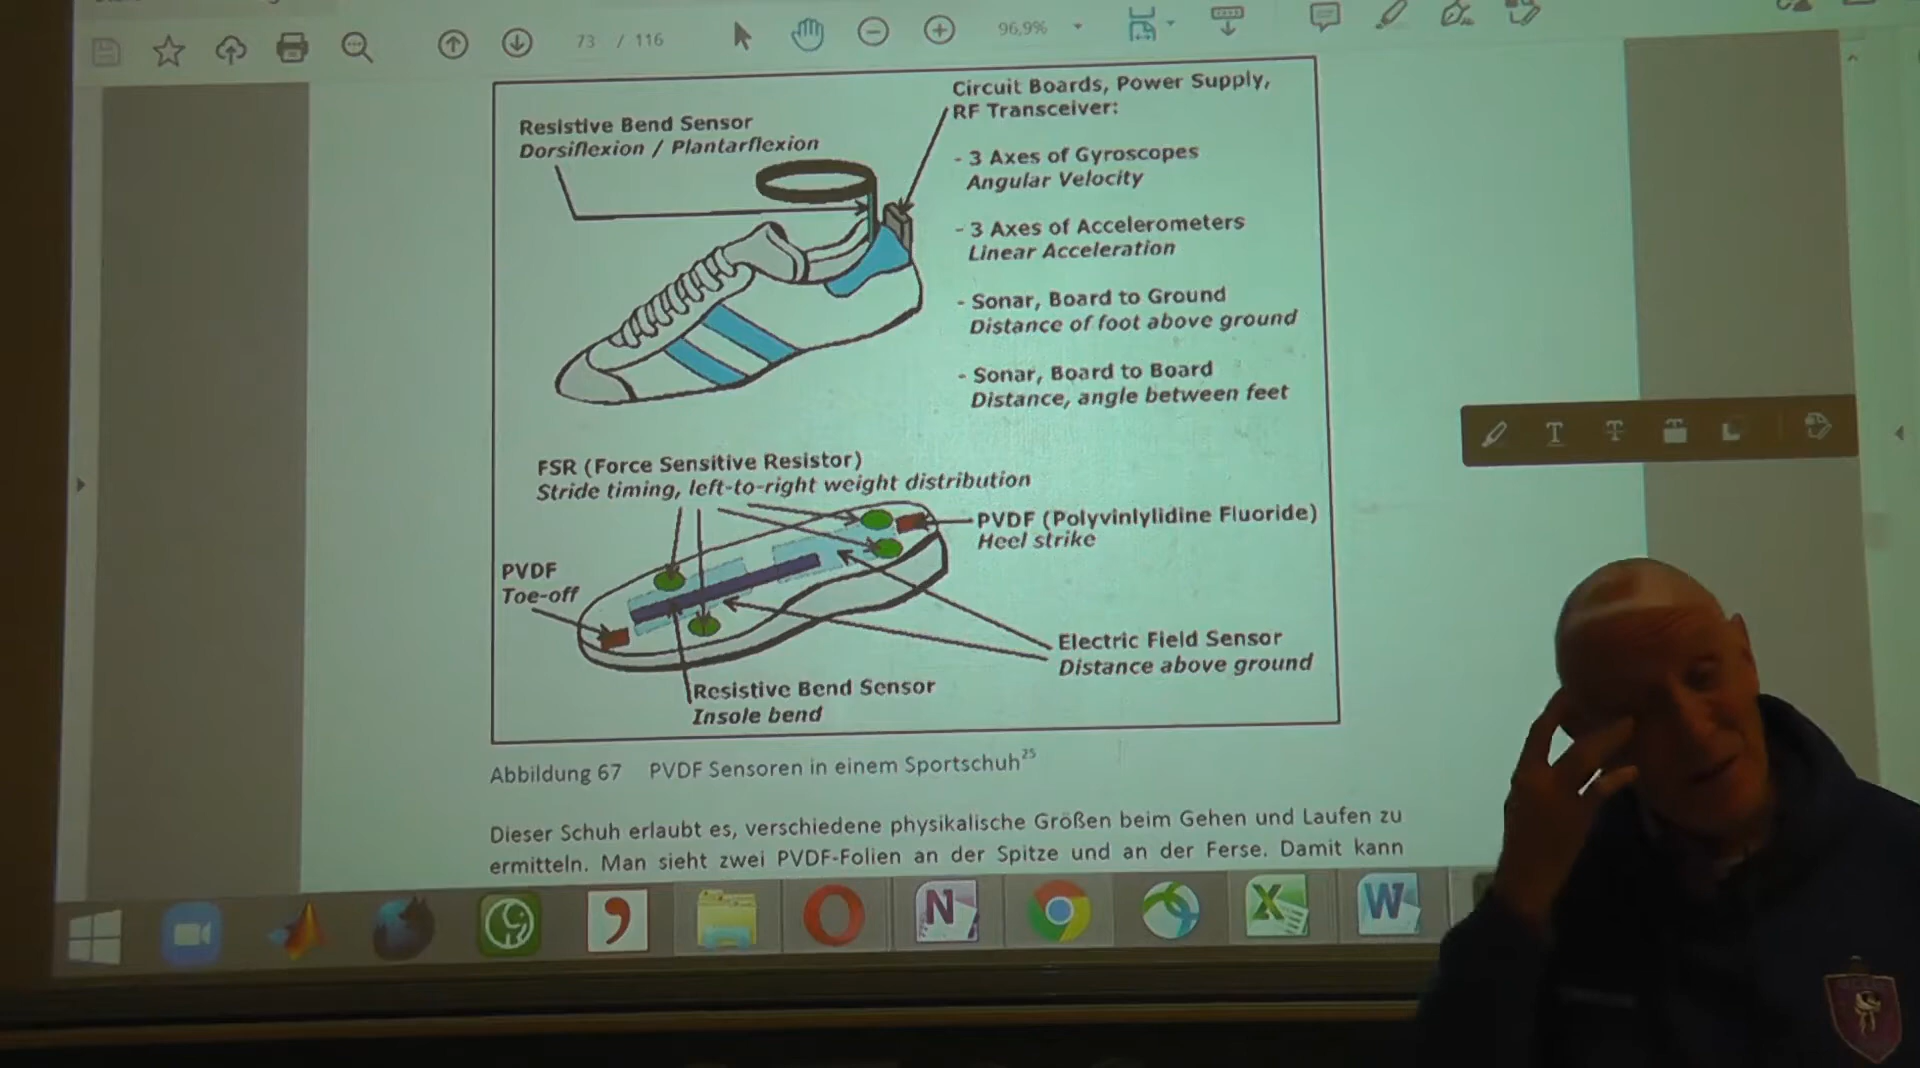 73 / 116
96,9%
Circuit Boards, Power Supply,
RF Transceiver:
Resistive Bend Sensor
Dorsiflexion / Plantarflexion
- 3 Axes of Gyroscopes
Angular Velocity
- 3 Axes of Accelerometers
Linear Acceleration
- Sonar, Board to Ground
Distance of foot above ground
- Sonar, Board to Board
Distance, angle between feet
FSR (Force Sensitive Resistor)
Stride timing, left-to-right weight distribution
PVDF (Polyvinlylidine Fluoride)
Heel strike
PVDF
Toe-off
Electric Field Sensor
Distance above ground
Resistive Bend Sensor
Insole bend
Abbildung 67 PVDF Sensoren in einem Sportschuh25
Dieser Schuh erlaubt es, verschiedene physikalische Größen beim Gehen und Laufen zu
ermitteln. Man sieht zwei PVDF-Folien an der Spitze und an der Ferse. Damit kann